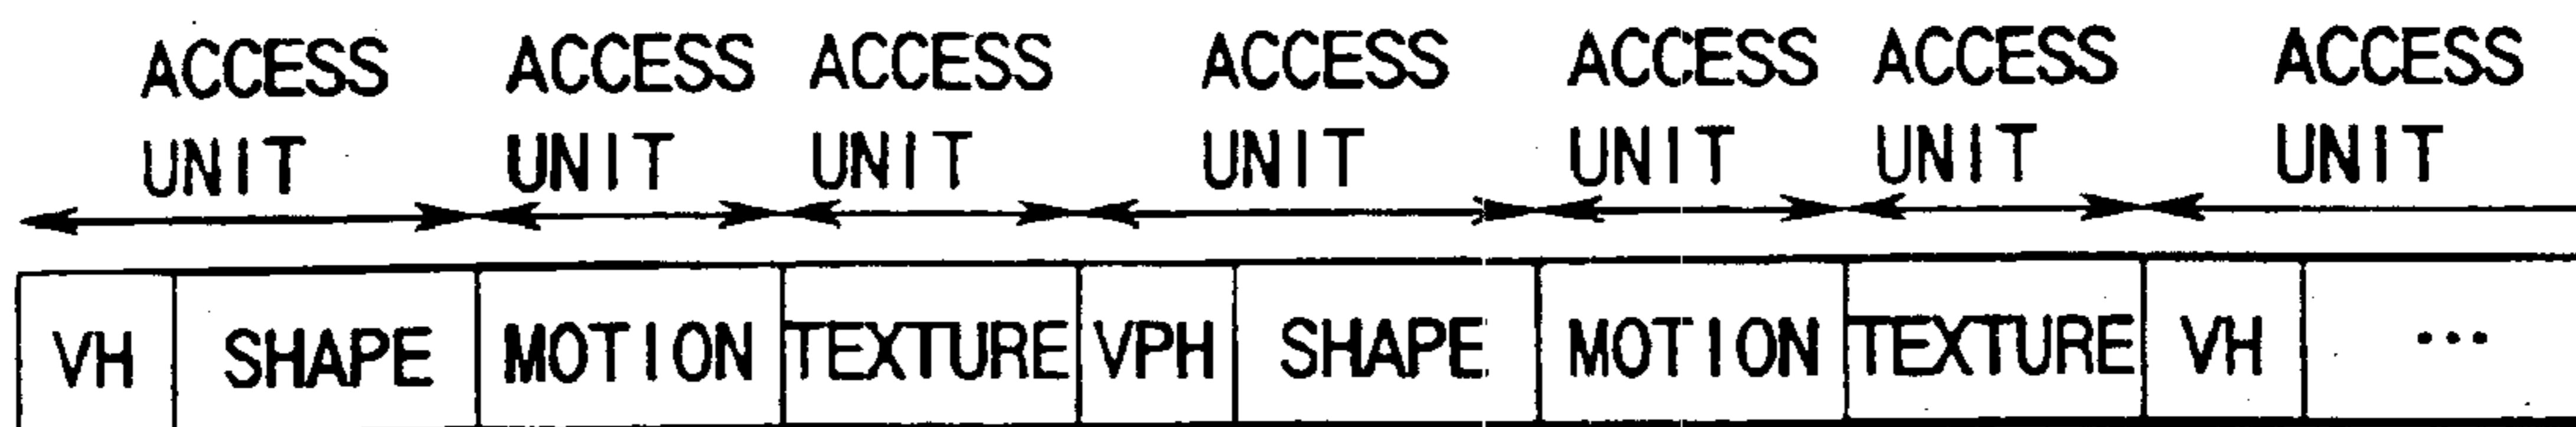 ACCESS ACCESS ACCESS ACCESS ACCESS ACCESS ACCESS
UNIT UNIT UNIT UNIT UNIT UNIT UNIT
VH SHAPE MOTION TEXTURE VPH SHAPE MOTION TEXTURE VH ...